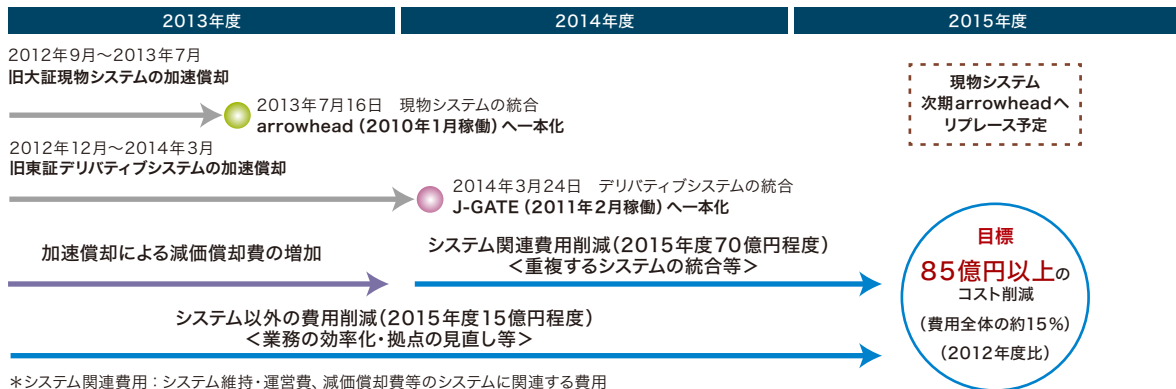 2013年度
2014年度
2015年度
2012年9月～2013年7月
旧大証現物システムの加速償却
2013年7月16日　現物システムの統合
arrowhead（2010年1月稼働）へ一本化
現物システム
次期arrowheadへ
リプレース予定
2012年12月～2014年3月
旧東証デリバティブシステムの加速償却
2014年3月24日　デリバティブシステムの統合
J-GATE（2011年2月稼働）へ一本化
加速償却による減価償却費の増加
システム関連費用削減（2015年度70億円程度）
＜重複するシステムの統合等＞
システム以外の費用削減（2015年度15億円程度）
＜業務の効率化・拠点の見直し等＞
目標
85億円以上の
コスト削減
（費用全体の約15％）
（2012年度比）
＊システム関連費用：システム維持・運営費、減価償却費等のシステムに関連する費用